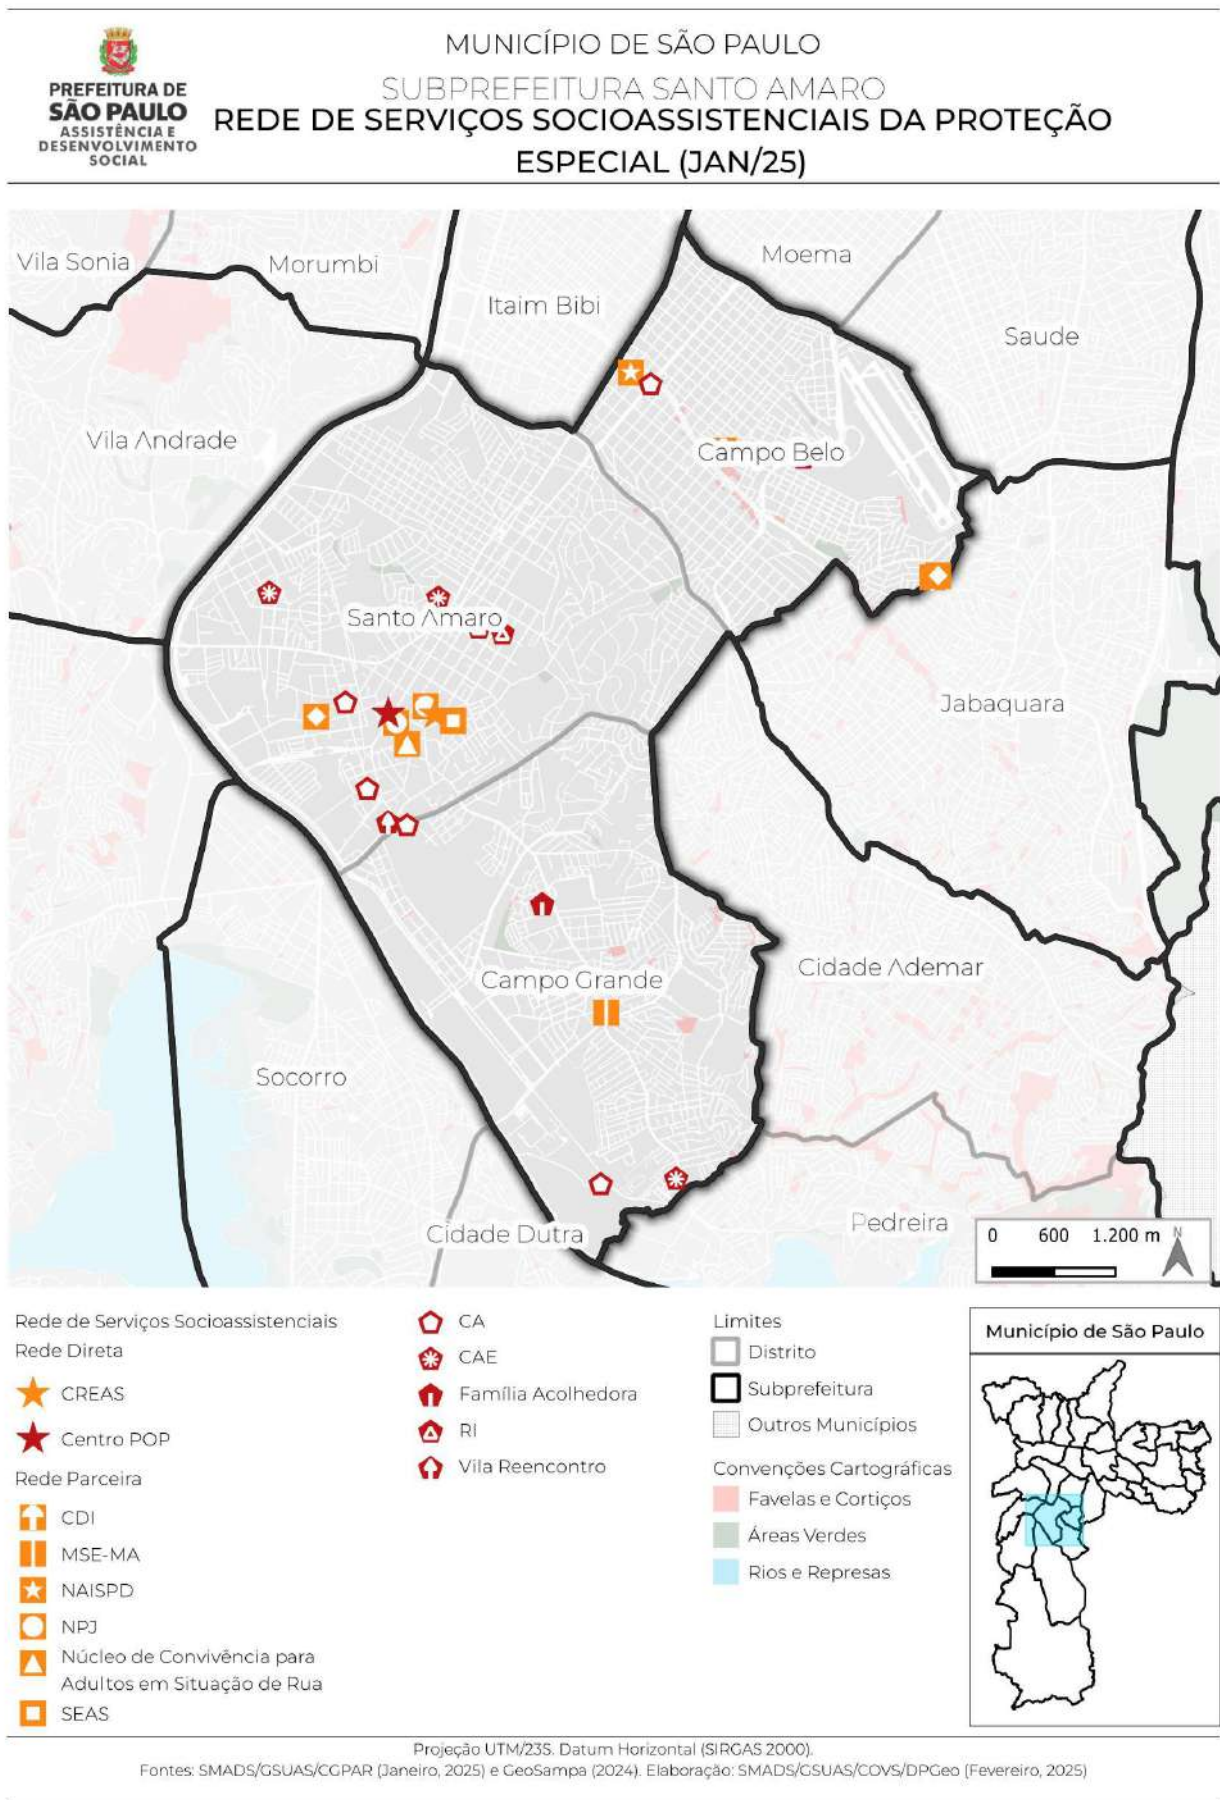 PREFEITURA DE
SÃO PAULO
ASSISTÊNCIA E
DESENVOLVIMENTO
SOCIAL
MUNICÍPIO DE SÃO PAULO
SUBPREFEITURA SANTO AMARO
REDE DE SERVIÇOS SOCIOASSISTENCIAIS DA PROTEÇÃO
ESPECIAL (JAN/25)
Vila Sonia
Morumbi
Moema
Itaim Bibi
Saude
Vila Andrade
Campo Belo
Santo Amaro
Jabaquara
Campo Grande
Cidade Ademar
Socorro
Pedreira
Cidade Dutra
0 600 1.200 m
N
Rede de Serviços Socioassistenciais
Rede Direta
CREAS
Centro POP
Rede Parceira
CDI
MSE-MA
NAISPD
NPJ
Núcleo de Convivência para
Adultos em Situação de Rua
SEAS
CA
CAE
Família Acolhedora
RI
Vila Reencontro
Limites
Distrito
Subprefeitura
Outros Municípios
Convenções Cartográficas
Favelas e Cortiços
Áreas Verdes
Rios e Represas
Município de São Paulo
Projeção UTM/23S. Datum Horizontal (SIRGAS 2000).
Fontes: SMADS/GSUAS/CGPAR (Janeiro, 2025) e GeoSampa (2024). Elaboração: SMADS/GSUAS/COVS/DPGeo (Fevereiro, 2025)